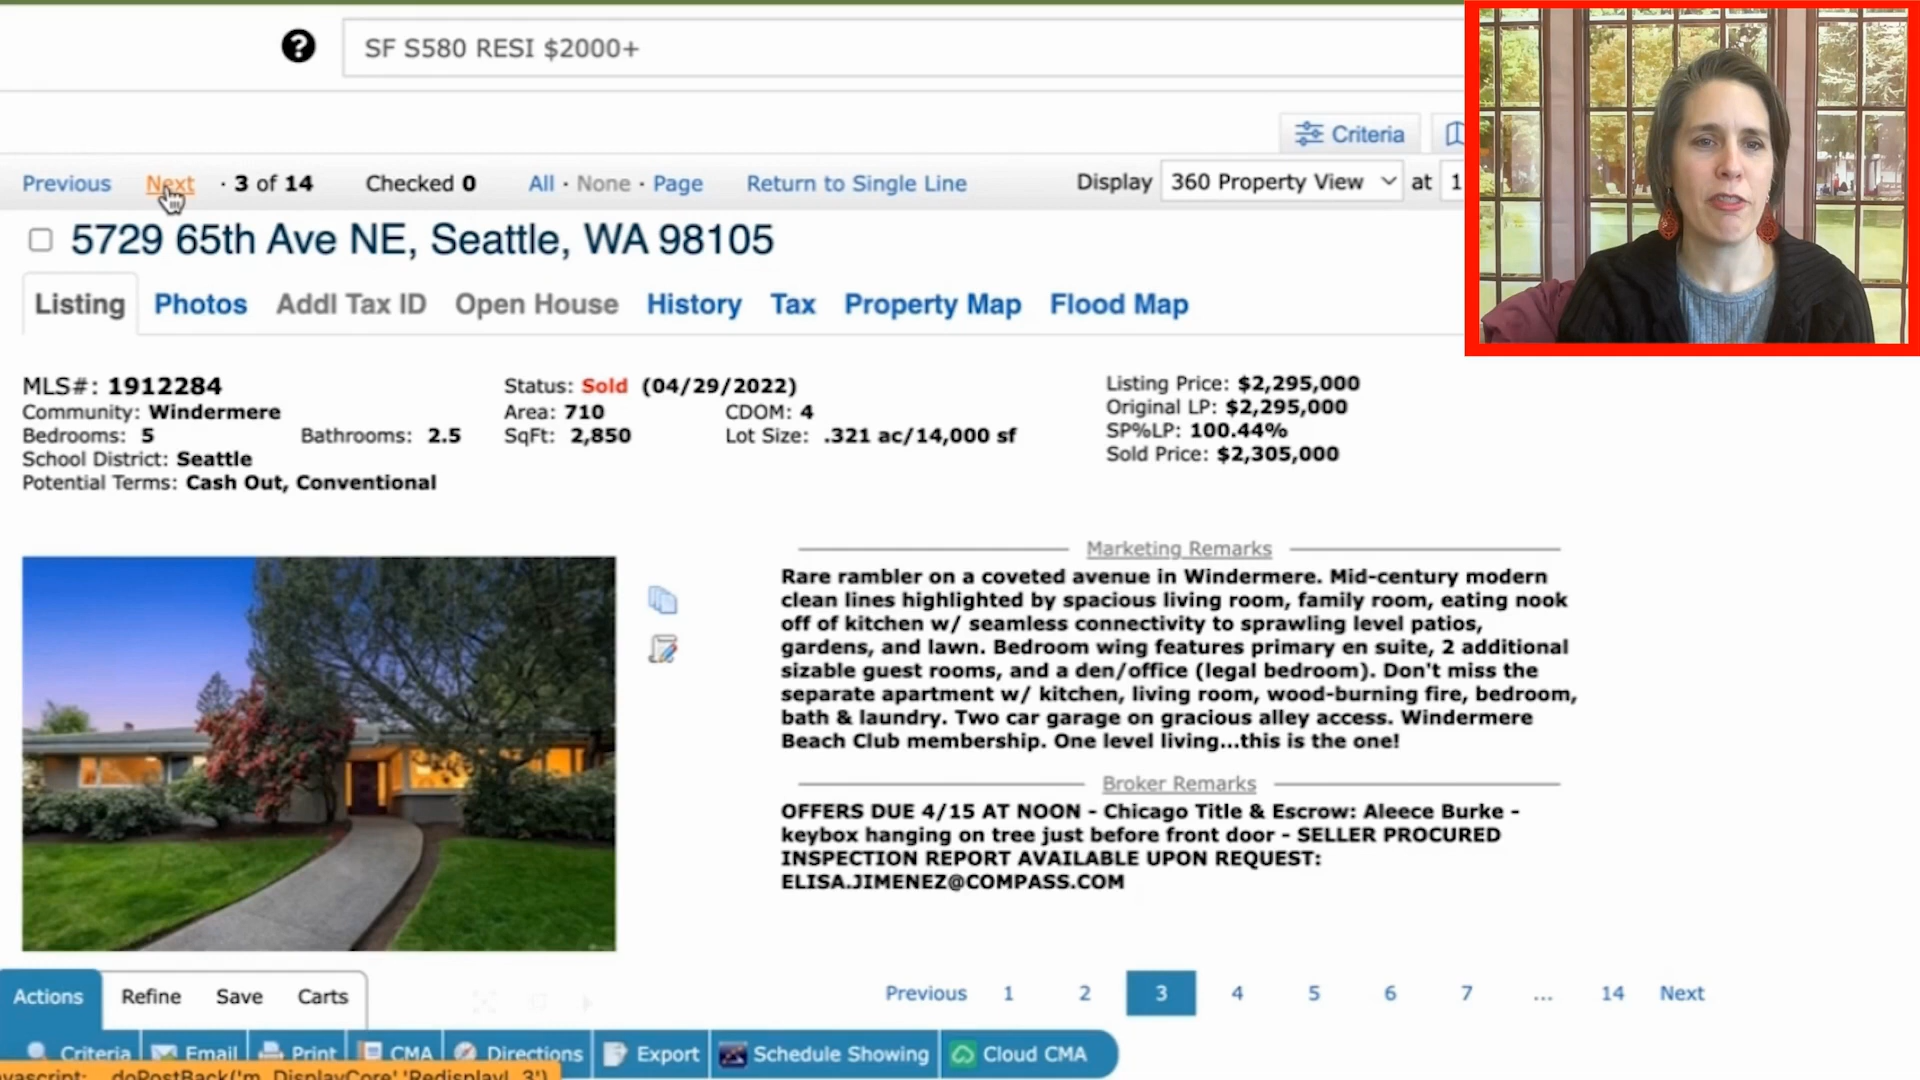 SF S580 RESI $2000+
Criteria
Previous Next · 3 of 14 Checked 0 All · None · Page Return to Single Line Display 360 Property View at 1
5729 65th Ave NE, Seattle, WA 98105
Listing Photos Addl Tax ID Open House History Tax Property Map Flood Map
MLS#: 1912284 Status: Sold (04/29/2022) Listing Price: $2,295,000
Community: Windermere Area: 710 CDOM: 4 Original LP: $2,295,000
Bedrooms: 5 Bathrooms: 2.5 SqFt: 2,850 Lot Size: .321 ac/14,000 sf SP%LP: 100.44%
School District: Seattle Sold Price: $2,305,000
Potential Terms: Cash Out, Conventional
Marketing Remarks
Rare rambler on a coveted avenue in Windermere. Mid-century modern
clean lines highlighted by spacious living room, family room, eating nook
off of kitchen w/ seamless connectivity to sprawling level patios,
gardens, and lawn. Bedroom wing features primary en suite, 2 additional
sizable guest rooms, and a den/office (legal bedroom). Don't miss the
separate apartment w/ kitchen, living room, wood-burning fire, bedroom,
bath & laundry. Two car garage on gracious alley access. Windermere
Beach Club membership. One level living...this is the one!
Broker Remarks
OFFERS DUE 4/15 AT NOON - Chicago Title & Escrow: Aleece Burke -
keybox hanging on tree just before front door - SELLER PROCURED
INSPECTION REPORT AVAILABLE UPON REQUEST:
ELISA.JIMENEZ@COMPASS.COM
Actions Refine Save Carts Previous 1 2 3 4 5 6 7 ... 14 Next
Criteria Email Print CMA Directions Export Schedule Showing Cloud CMA